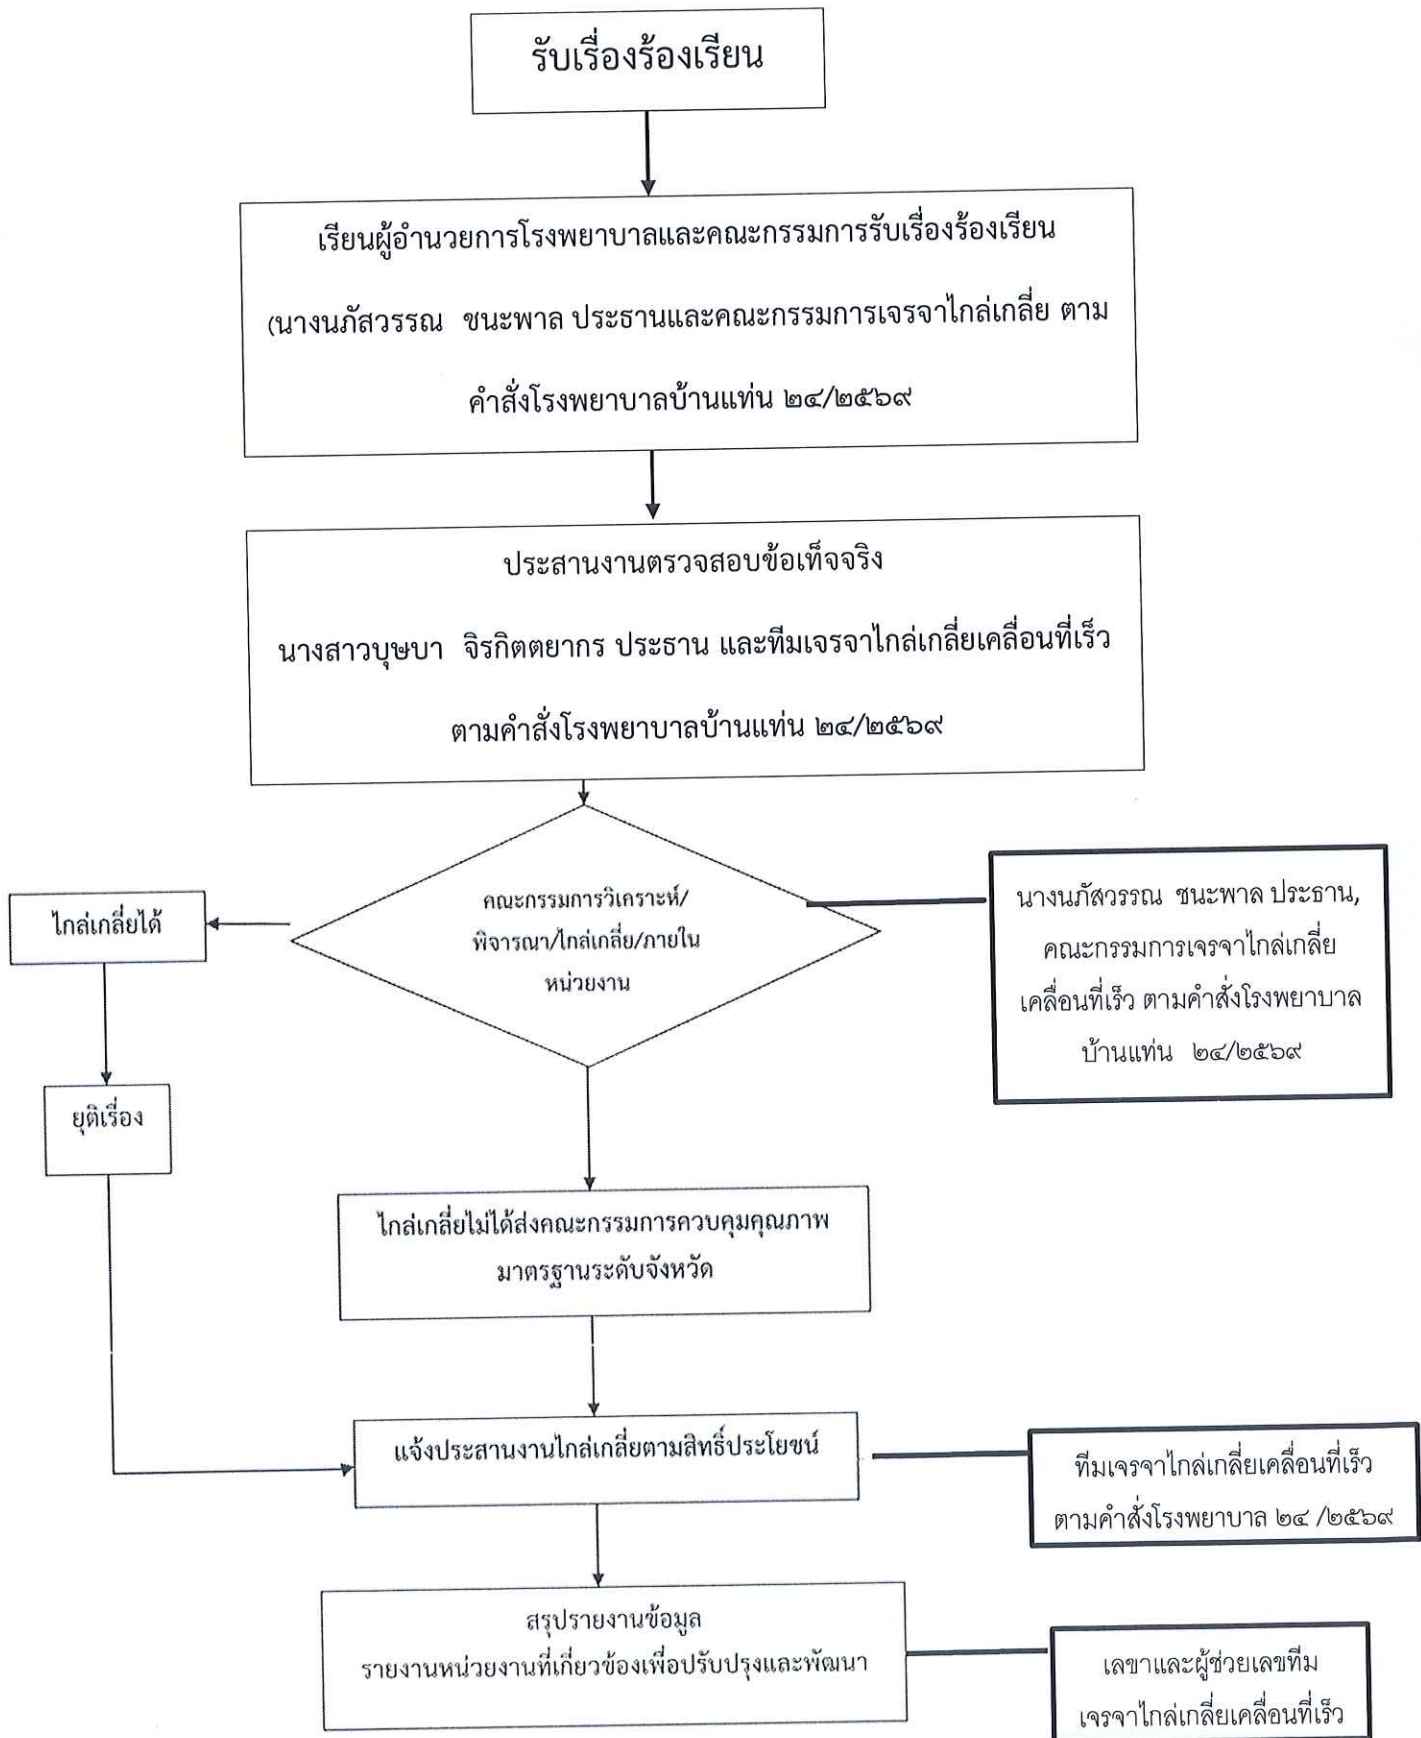 รับเรื่องร้องเรียน
เรียนผู้อำนวยการโรงพยาบาลและคณะกรรมการรับเรื่องร้องเรียน
(นางนภัสวรรณ ชนะพาล ประธานและคณะกรรมการเจรจาไกล่เกลี่ย ตาม
คำสั่งโรงพยาบาลบ้านแท่น ๒๔/๒๕๖๙
ประสานงานตรวจสอบข้อเท็จจริง
นางสาวบุษบา จิรกิตตยากร ประธาน และทีมเจรจาไกล่เกลี่ยเคลื่อนที่เร็ว
ตามคำสั่งโรงพยาบาลบ้านแท่น ๒๔/๒๕๖๙
คณะกรรมการวิเคราะห์/
พิจารณา/ไกล่เกลี่ย/ภายใน
หน่วยงาน
ไกล่เกลี่ยได้
นางนภัสวรรณ ชนะพาล ประธาน,
คณะกรรมการเจรจาไกล่เกลี่ย
เคลื่อนที่เร็ว ตามคำสั่งโรงพยาบาล
บ้านแท่น ๒๔/๒๕๖๙
ยุติเรื่อง
ไกล่เกลี่ยไม่ได้ส่งคณะกรรมการควบคุมคุณภาพ
มาตรฐานระดับจังหวัด
แจ้งประสานงานไกล่เกลี่ยตามสิทธิ์ประโยชน์
ทีมเจรจาไกล่เกลี่ยเคลื่อนที่เร็ว
ตามคำสั่งโรงพยาบาล ๒๔ /๒๕๖๙
สรุปรายงานข้อมูล
รายงานหน่วยงานที่เกี่ยวข้องเพื่อปรับปรุงและพัฒนา
เลขาและผู้ช่วยเลขทีม
เจรจาไกล่เกลี่ยเคลื่อนที่เร็ว